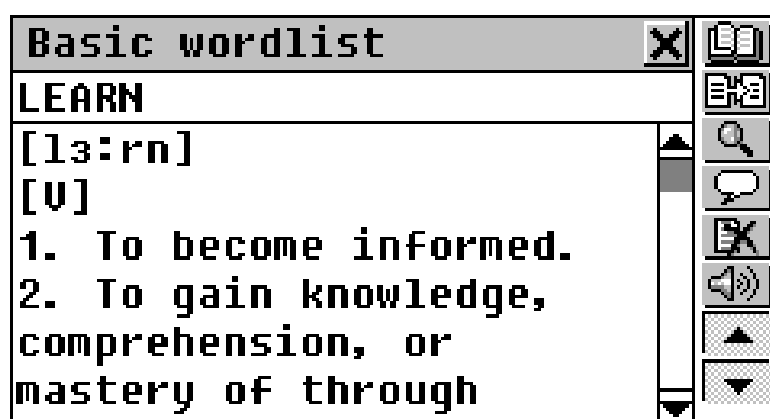 Basic wordlist
LEARN
[lɜ:rn]
[V]
1. To become informed.
2. To gain knowledge,
comprehension, or
mastery of through